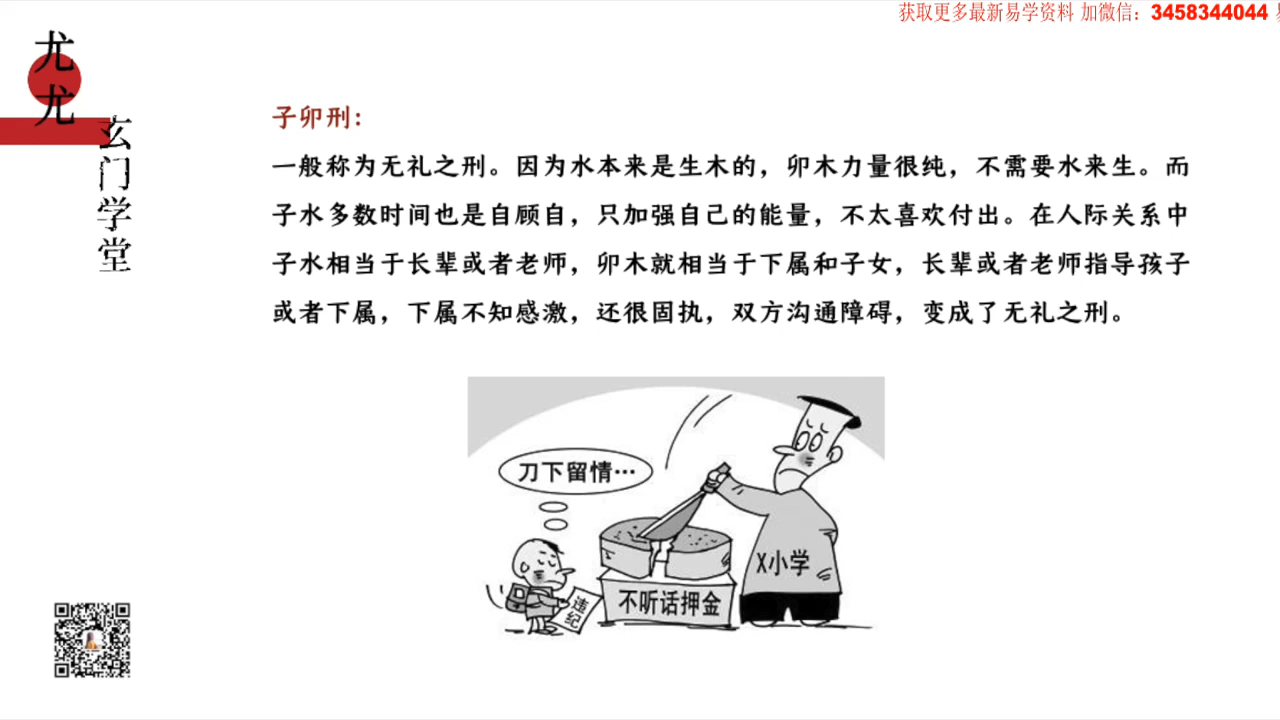 获取更多最新易学资料 加微信：3458344044
尤尤
玄门学堂
子卯刑：
一般称为无礼之刑。因为水本来是生木的，卯木力量很纯，不需要水来生。而
子水多数时间也是自顾自，只加强自己的能量，不太喜欢付出。在人际关系中
子水相当于长辈或者老师，卯木就相当于下属和子女，长辈或者老师指导孩子
或者下属，下属不知感激，还很固执，双方沟通障碍，变成了无礼之刑。
刀下留情…
X小学
不听话押金
违纪